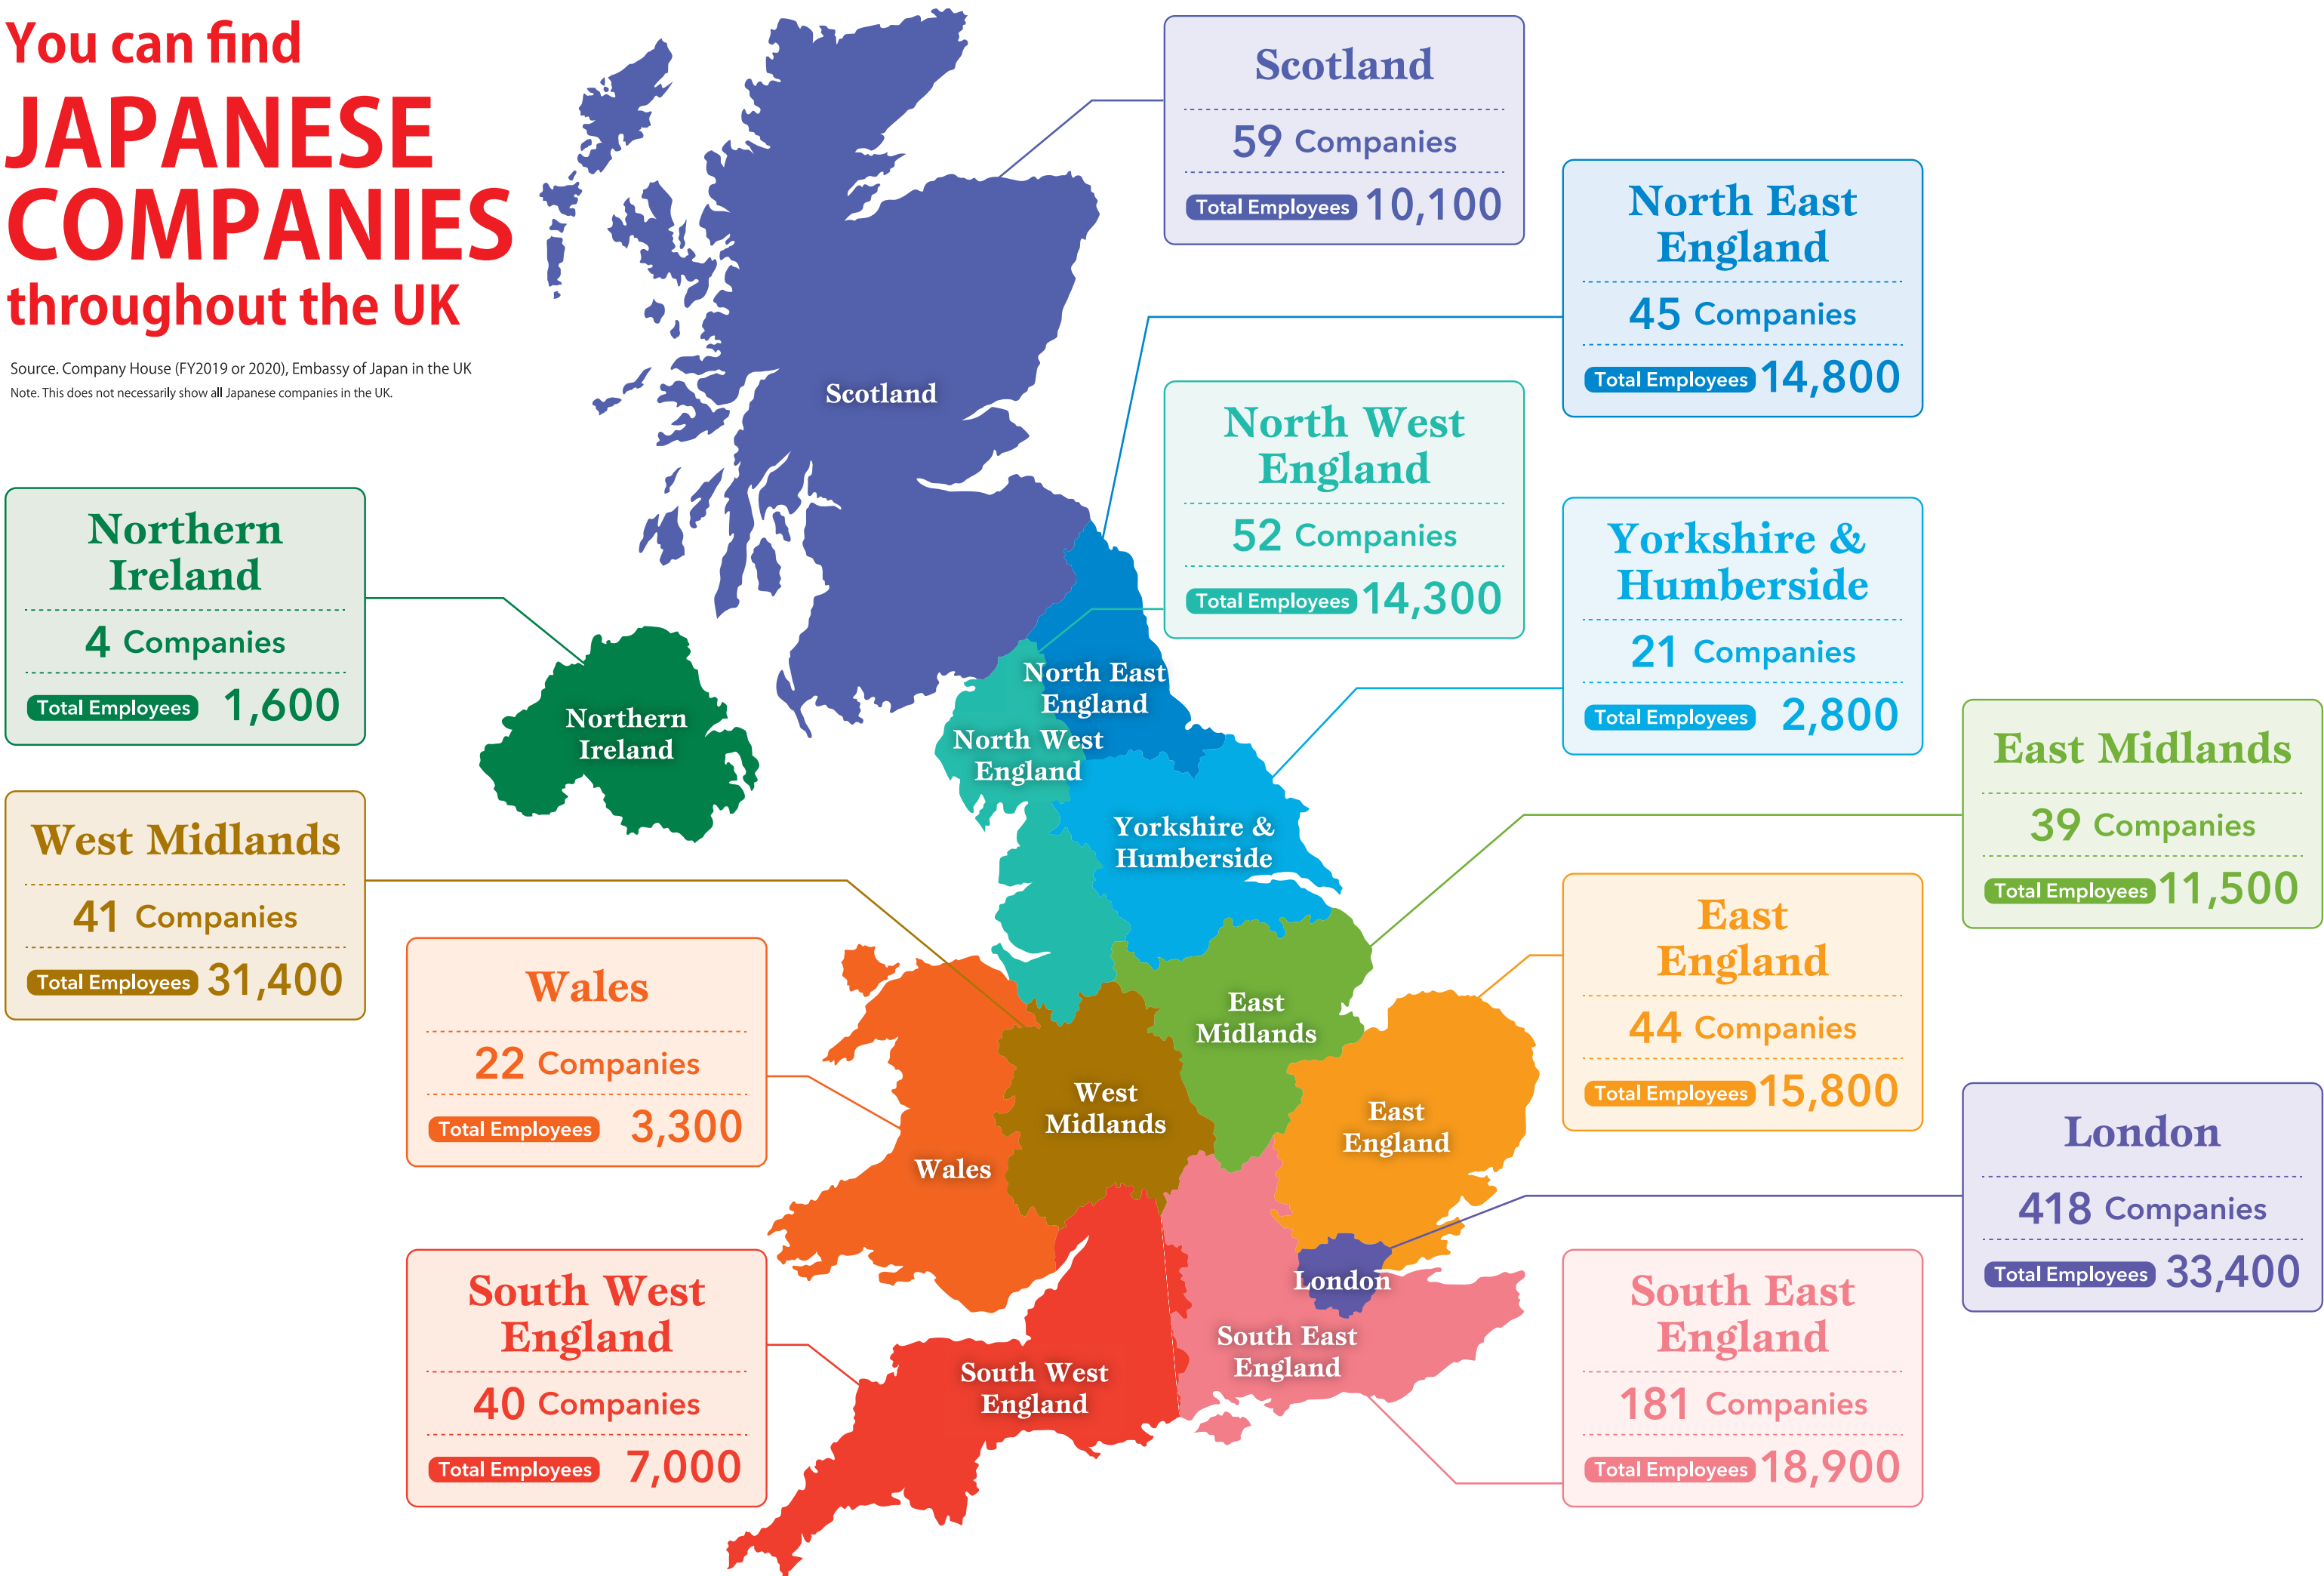 You can find
JAPANESE
COMPANIES
throughout the UK
Source. Company House (FY2019 or 2020), Embassy of Japan in the UK
Note. This does not necessarily show all Japanese companies in the UK.
Scotland
59 Companies
Total Employees 10,100
North East
England
45 Companies
Total Employees 14,800
North West
England
52 Companies
Total Employees 14,300
Yorkshire &
Humberside
21 Companies
Total Employees 2,800
Northern
Ireland
4 Companies
Total Employees 1,600
East Midlands
39 Companies
Total Employees 11,500
West Midlands
41 Companies
Total Employees 31,400
East
England
44 Companies
Total Employees 15,800
Wales
22 Companies
Total Employees 3,300
London
418 Companies
Total Employees 33,400
South West
England
40 Companies
Total Employees 7,000
South East
England
181 Companies
Total Employees 18,900
Scotland
North East
England
Northern
Ireland
North West
England
Yorkshire &
Humberside
East
Midlands
West
Midlands
East
England
Wales
London
South East
England
South West
England